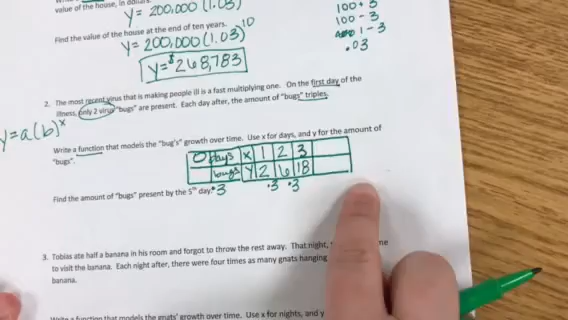 value of the house, in dollars.
y = 200,000(1.03)
Find the value of the house at the end of ten years.
y = 200,000(1.03)^10
y = $268,783
100 + 3
100 - 3
1 - 3
.03
2. The most recent virus that is making people ill is a fast multiplying one. On the first day of the
illness, only 2 virus "bugs" are present. Each day after, the amount of "bugs" triples.
y = a(b)^x
Write a function that models the "bug's" growth over time. Use x for days, and y for the amount of
"bugs".
0 days x 1 2 3
bugs y 2 6 18
·3 ·3 ·3
Find the amount of "bugs" present by the 5th day.
3. Tobias ate half a banana in his room and forgot to throw the rest away. That night, me
to visit the banana. Each night after, there were four times as many gnats hanging
banana.
Write a function that models the gnats' growth over time. Use x for nights, and y